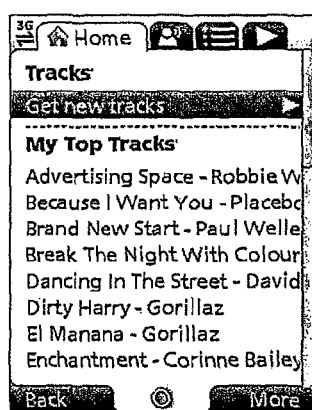 3G
Home
Tracks
Get new tracks
My Top Tracks
Advertising Space - Robbie W
Because I Want You - Placebo
Brand New Start - Paul Welle
Break The Night With Colour
Dancing In The Street - David
Dirty Harry - Gorillaz
El Manana - Gorillaz
Enchantment - Corinne Bailey
Back
More